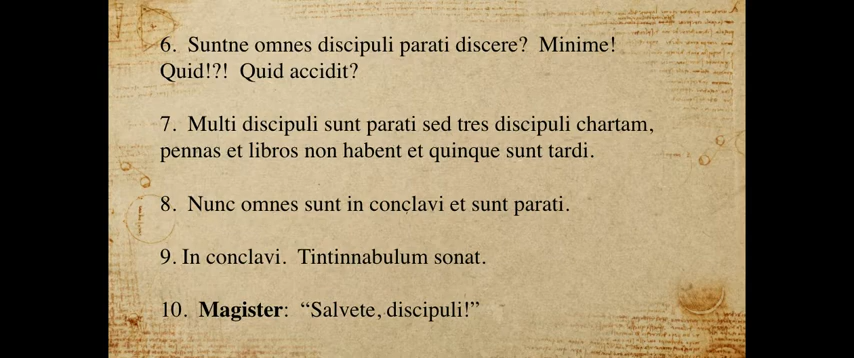 6. Suntne omnes discipuli parati discere? Minime!
Quid!?! Quid accidit?
7. Multi discipuli sunt parati sed tres discipuli chartam,
pennas et libros non habent et quinque sunt tardi.
8. Nunc omnes sunt in conclavi et sunt parati.
9. In conclavi. Tintinnabulum sonat.
10. Magister: “Salvete, discipuli!”